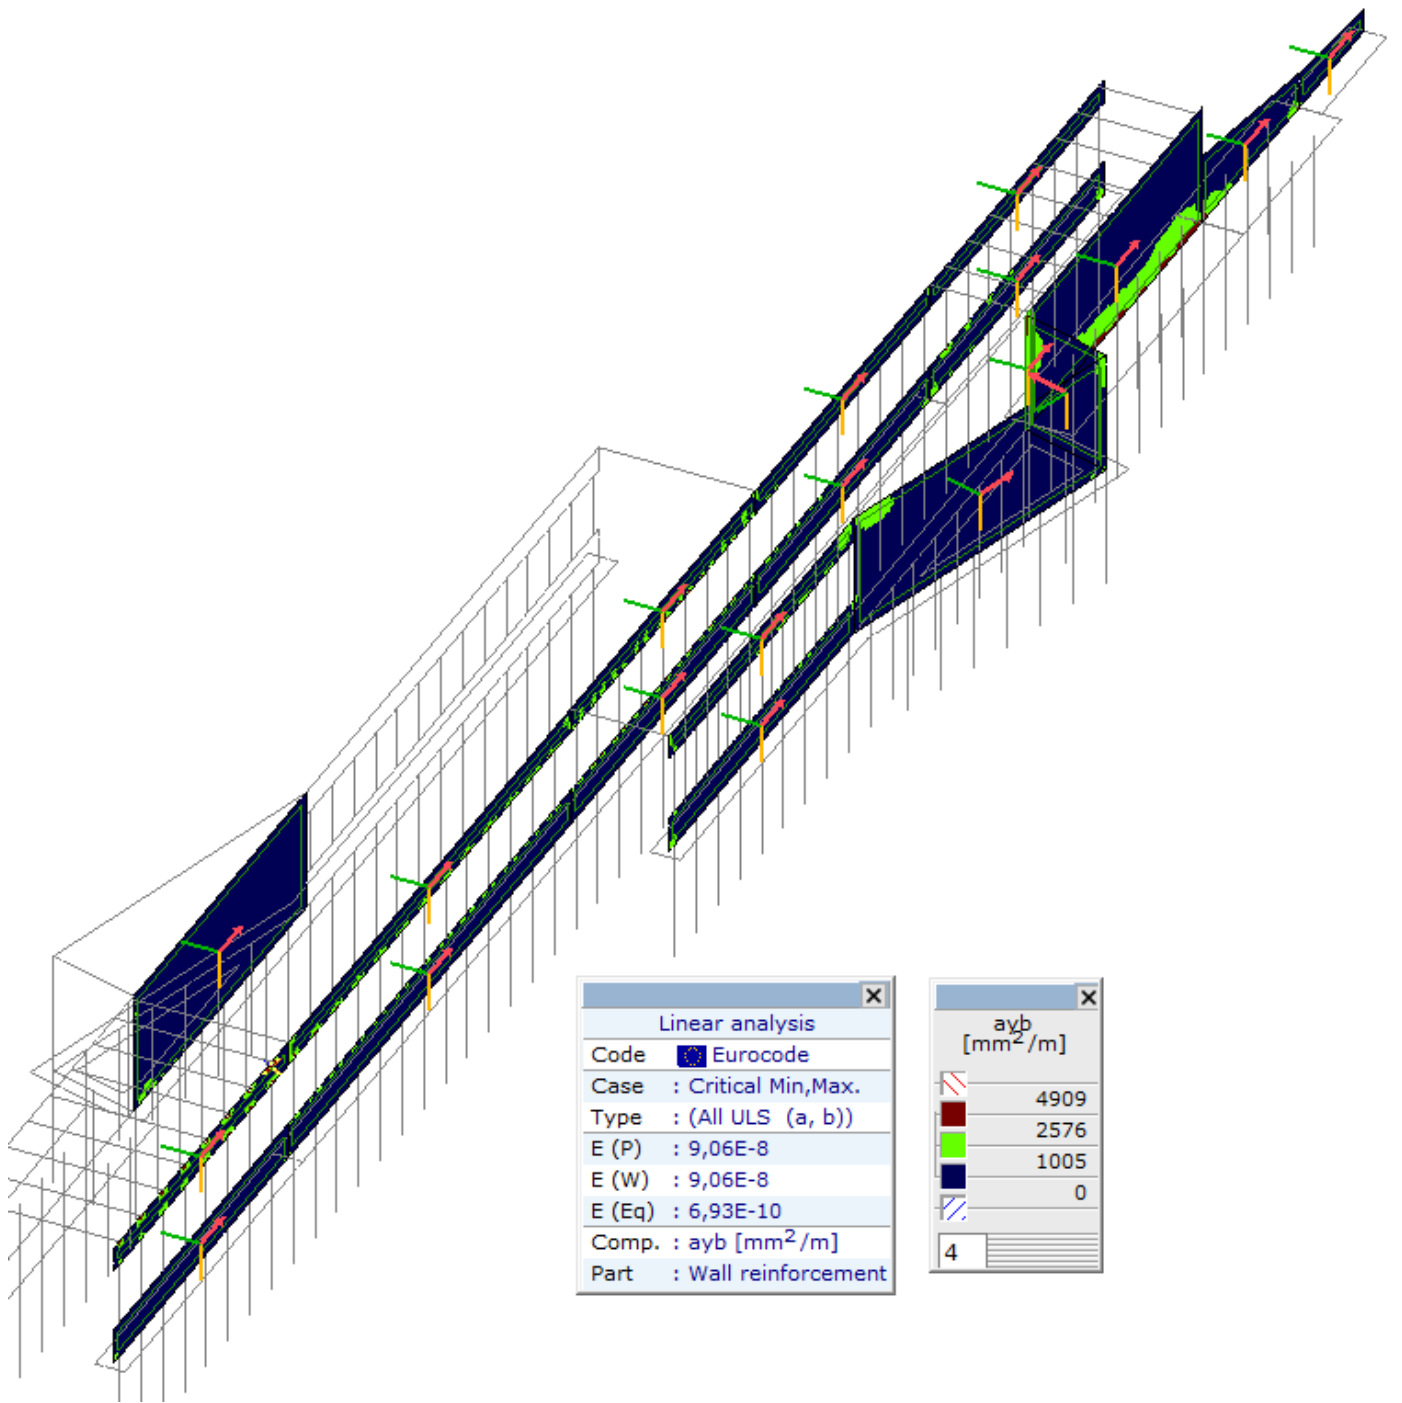 Linear analysis
Code Eurocode
Case : Critical Min,Max.
Type : (All ULS (a, b))
E (P) : 9,06E-8
E (W) : 9,06E-8
E (Eq) : 6,93E-10
Comp. : ayb [mm²/m]
Part : Wall reinforcement
ayb
[mm²/m]
4909
2576
1005
0
4